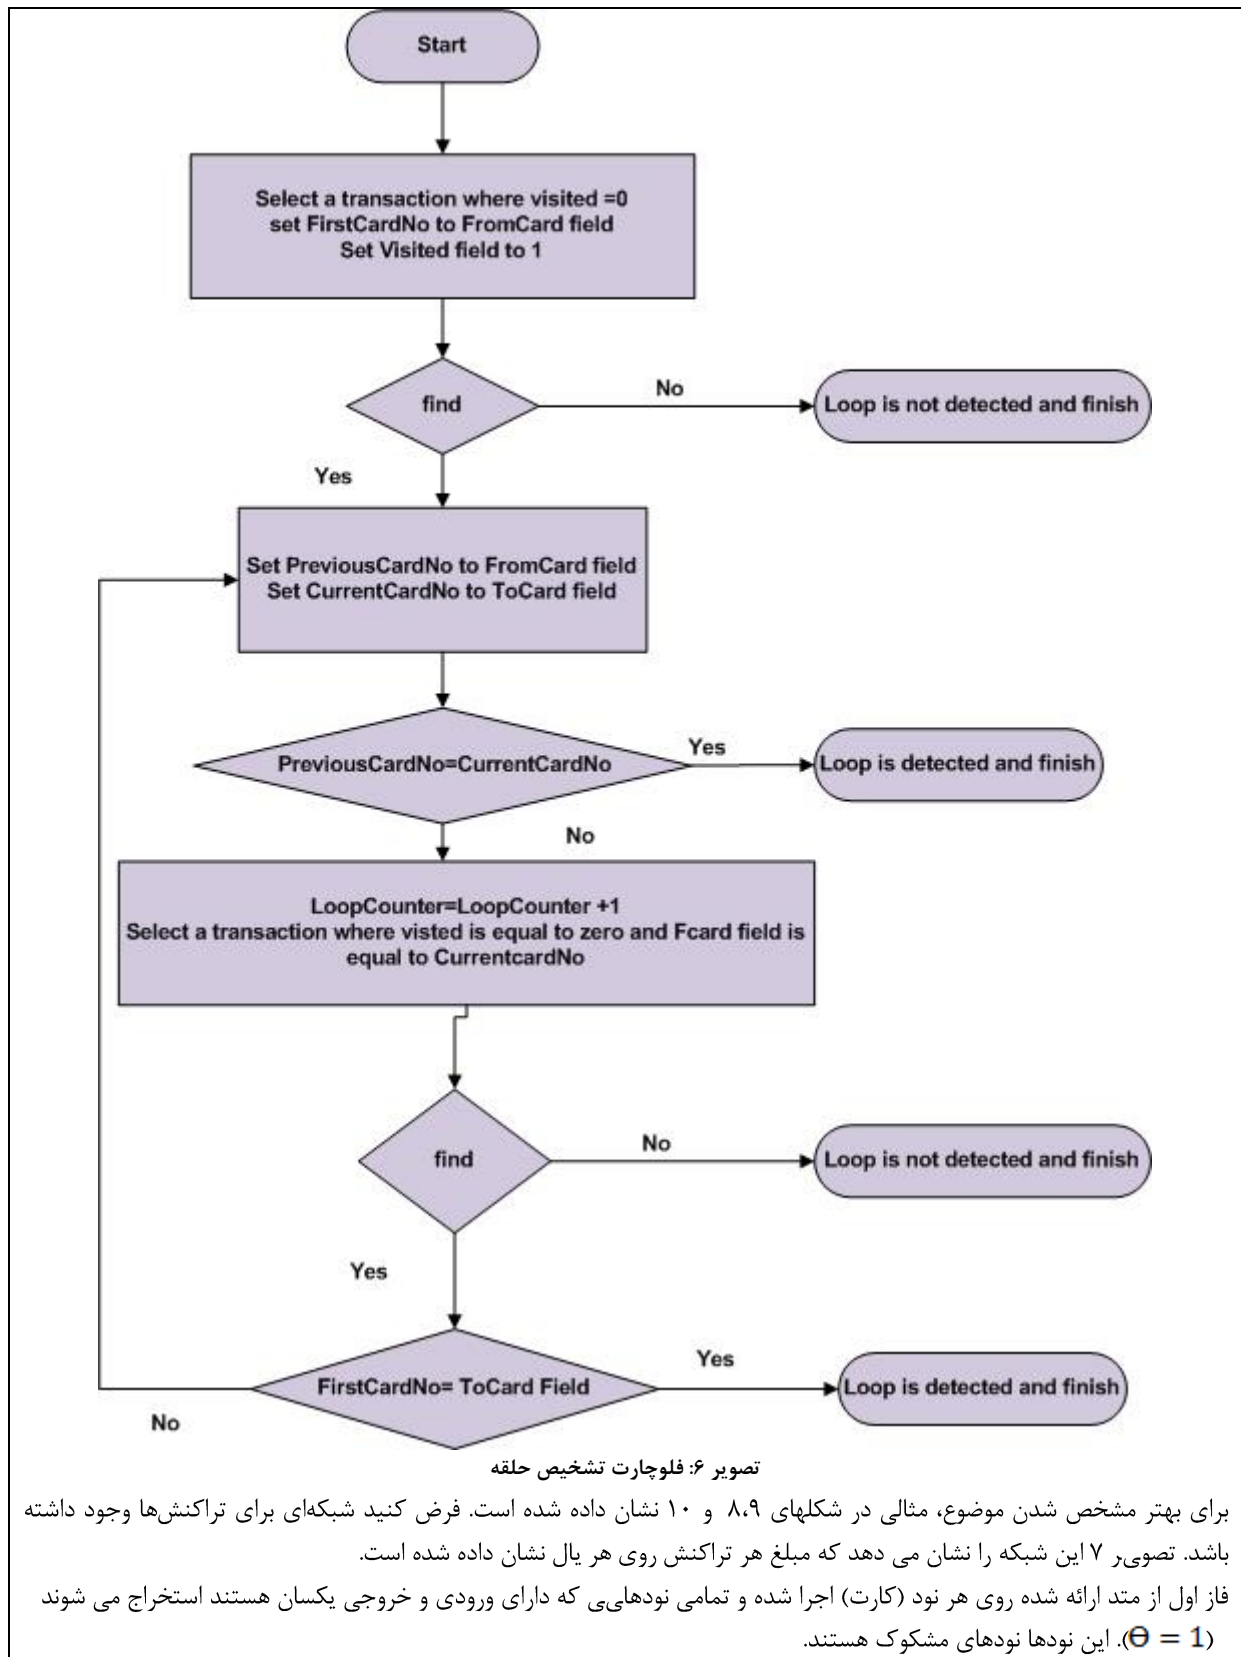 Start
Select a transaction where visited =0
set FirstCardNo to FromCard field
Set Visited field to 1
find
No
Loop is not detected and finish
Yes
Set PreviousCardNo to FromCard field
Set CurrentCardNo to ToCard field
PreviousCardNo=CurrentCardNo
Yes
Loop is detected and finish
No
LoopCounter=LoopCounter +1
Select a transaction where visted is equal to zero and Fcard field is
equal to CurrentcardNo
find
No
Loop is not detected and finish
Yes
FirstCardNo= ToCard Field
Yes
Loop is detected and finish
No
تصویر ۶: فلوچارت تشخیص حلقه
برای بهتر مشخص شدن موضوع، مثالی در شکلهای ۸،۹ و ۱۰ نشان داده شده است. فرض کنید شبکه‌ای برای تراکنش‌ها وجود داشته
باشد. تصویر ۷ این شبکه را نشان می دهد که مبلغ هر تراکنش روی هر یال نشان داده شده است.
فاز اول از متد ارائه شده روی هر نود (کارت) اجرا شده و تمامی نودهایی که دارای ورودی و خروجی یکسان هستند استخراج می شوند
(Ɵ = 1). این نودها نودهای مشکوک هستند.